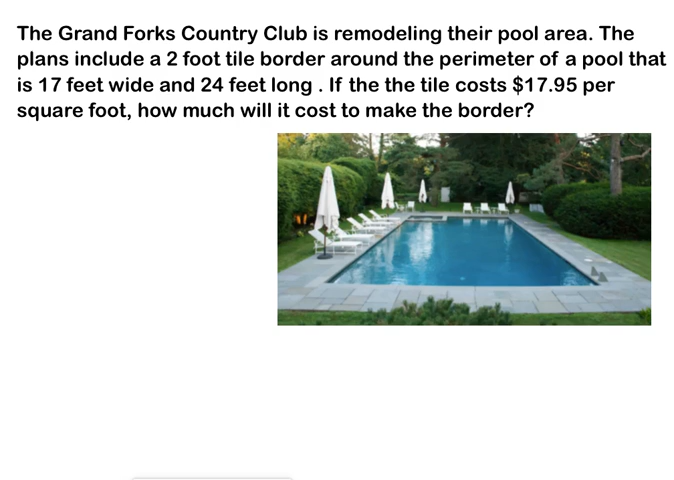 The Grand Forks Country Club is remodeling their pool area. The
plans include a 2 foot tile border around the perimeter of a pool that
is 17 feet wide and 24 feet long . If the the tile costs $17.95 per
square foot, how much will it cost to make the border?